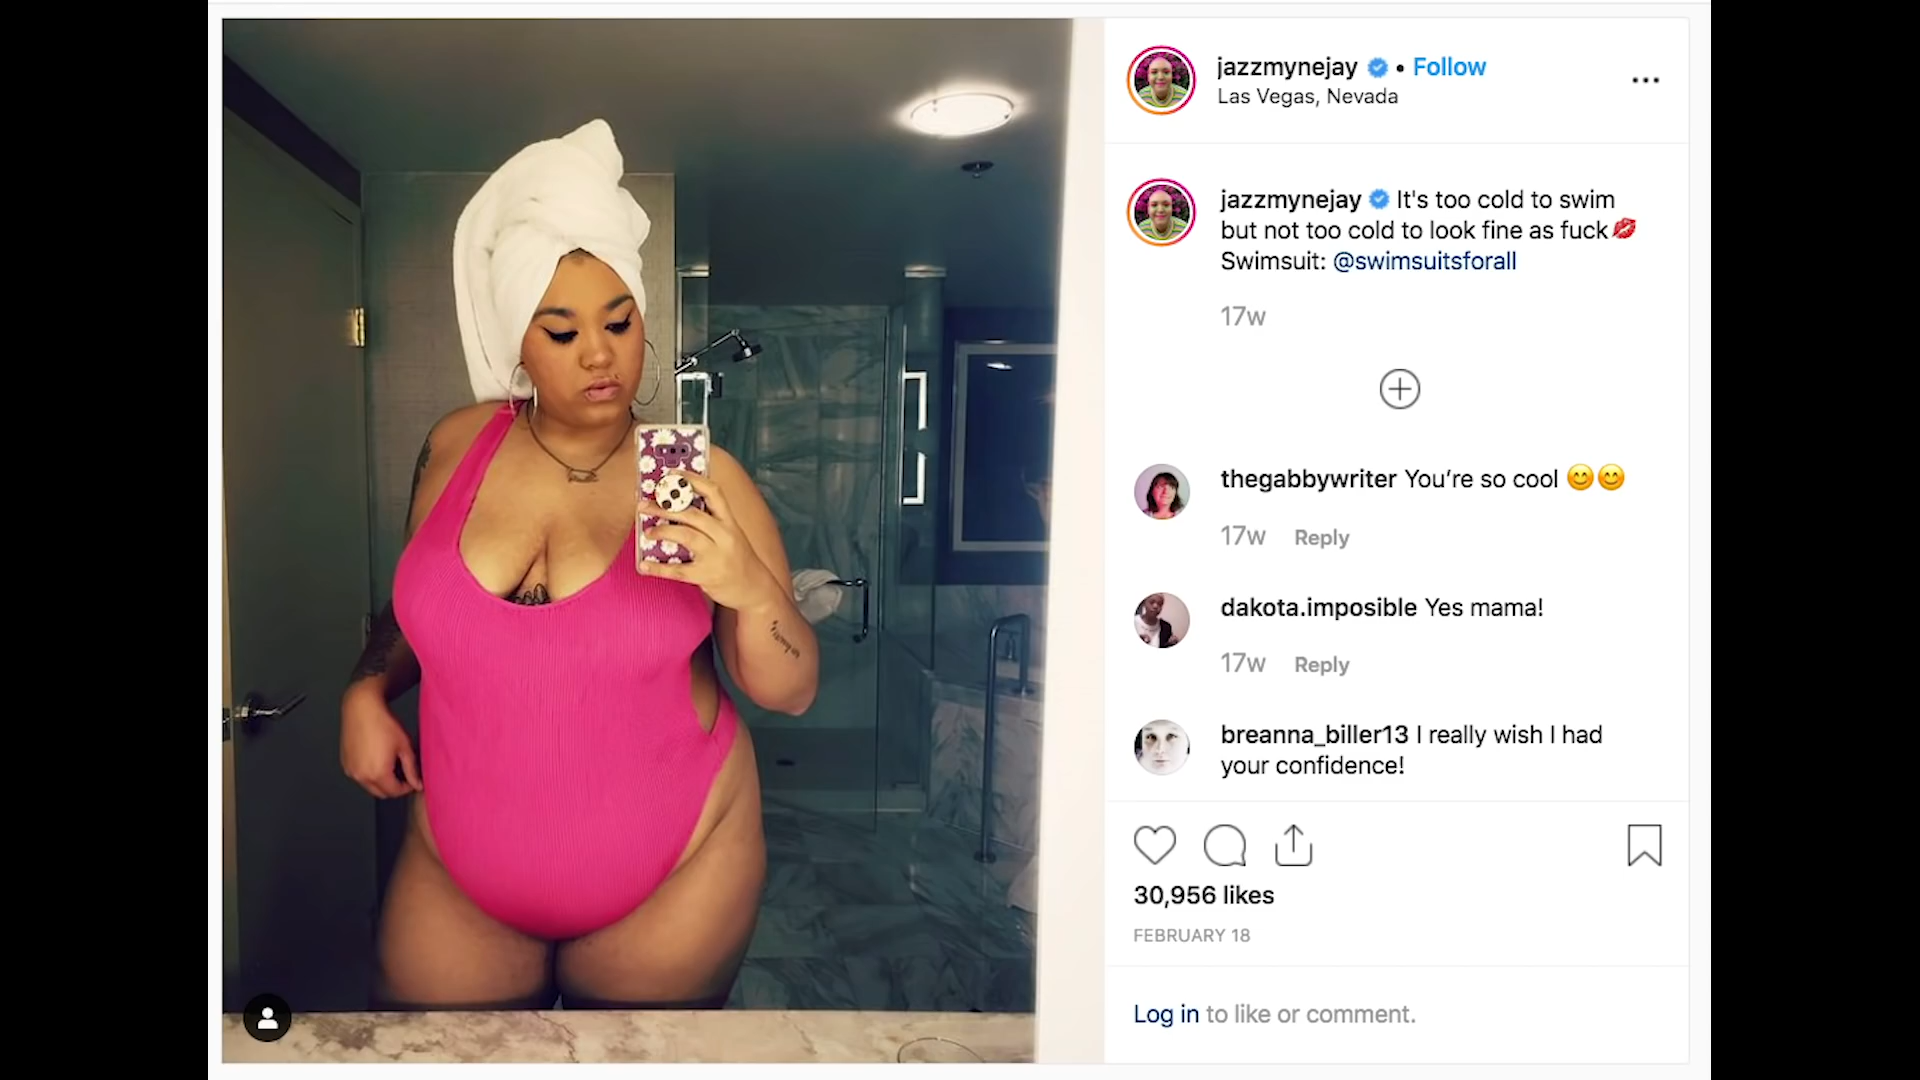 jazzmynejay • Follow
Las Vegas, Nevada
jazzmynejay It's too cold to swim
but not too cold to look fine as fuck💋
Swimsuit: @swimsuitsforall
17w
thegabbywriter You’re so cool 😊😊
17w Reply
dakota.imposible Yes mama!
17w Reply
breanna_biller13 I really wish I had
your confidence!
30,956 likes
FEBRUARY 18
Log in to like or comment.